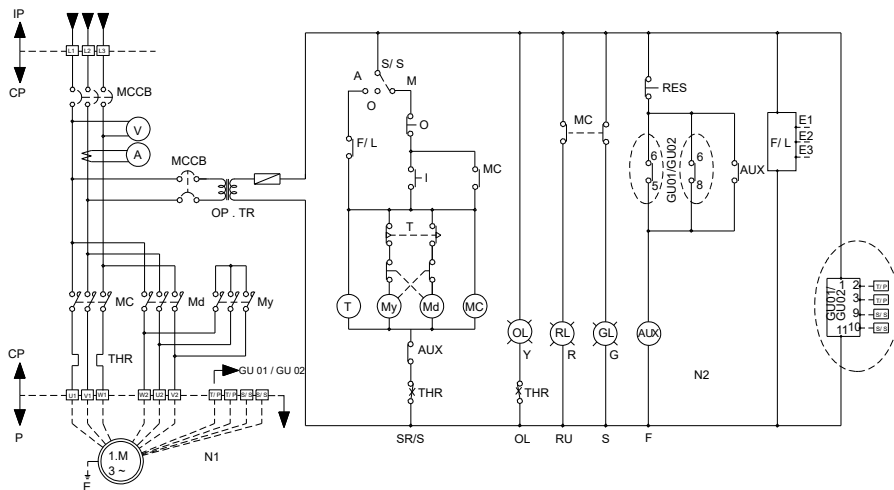 IP
CP
L1 L2 L3
MCCB
V
A
MCCB
OP . TR
MC Md My
THR
GU 01 / GU 02
CP
P
U1 V1 W1 W2 U2 V2 T/ P T/ P S/ S S/ S
1.M
3 ~
E
N1
S/ S
A
O
M
O
F/ L
I
MC
T
T
My
Md
MC
AUX
THR
SR/S
OL
Y
THR
OL
MC
RL
R
RU
GL
G
S
RES
6
5
GU01/GU02
6
8
AUX
AUX
F
F/ L
E1
E2
E3
N2
GU01/
GU02
1
2
3
9
10
11
T/ P
T/ P
S/ S
S/ S